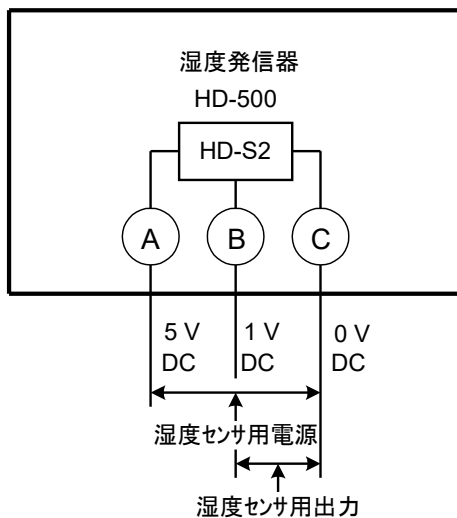 湿度発信器
HD-500
HD-S2
A B C
5 V 1 V 0 V
DC DC DC
湿度センサ用電源
湿度センサ用出力